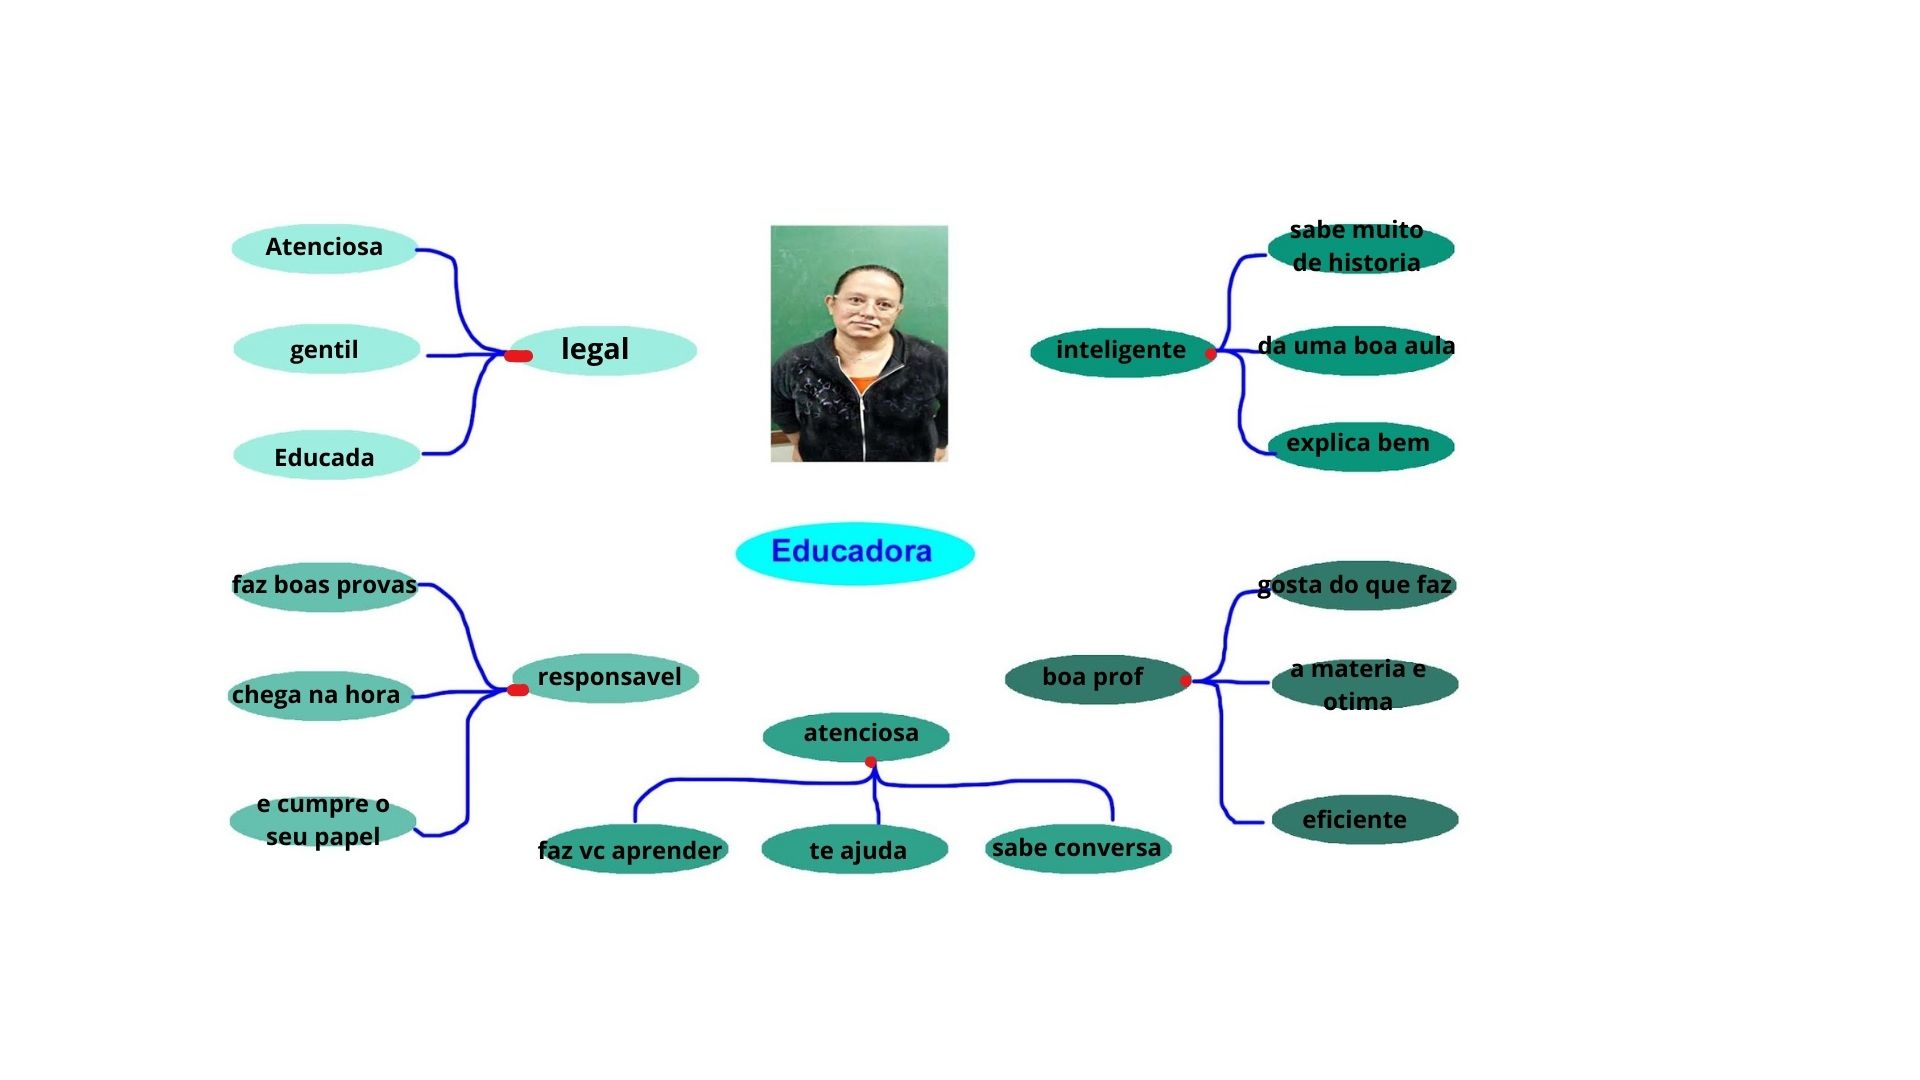 Atenciosa
gentil
Educada
legal
inteligente
sabe muito
de historia
da uma boa aula
explica bem
Educadora
faz boas provas
chega na hora
e cumpre o
seu papel
responsavel
atenciosa
faz vc aprender
te ajuda
sabe conversa
boa prof
gosta do que faz
a materia e
otima
eficiente